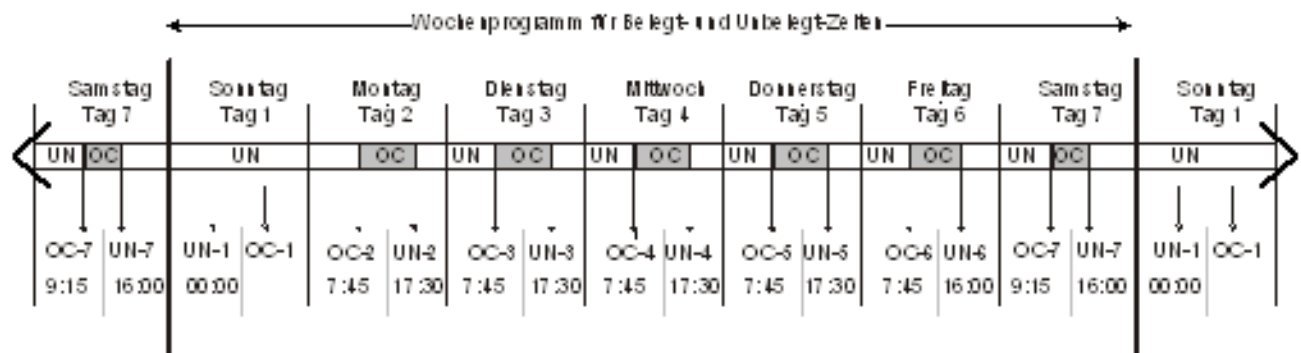 Wochenprogramm für Belegt- und Unbelegt-Zeiten
Samstag Sonntag Montag Dienstag Mittwoch Donnerstag Freitag Samstag Sonntag
Tag 7 Tag 1 Tag 2 Tag 3 Tag 4 Tag 5 Tag 6 Tag 7 Tag 1
UN OC UN OC UN OC UN OC UN OC UN OC UN OC UN
OC-7 UN-7 UN-1 OC-1 OC-2 UN-2 OC-3 UN-3 OC-4 UN-4 OC-5 UN-5 OC-6 UN-6 OC-7 UN-7 UN-1 OC-1
9:15 16:00 00:00 7:45 17:30 7:45 17:30 7:45 17:30 7:45 17:30 7:45 16:00 9:15 16:00 00:00